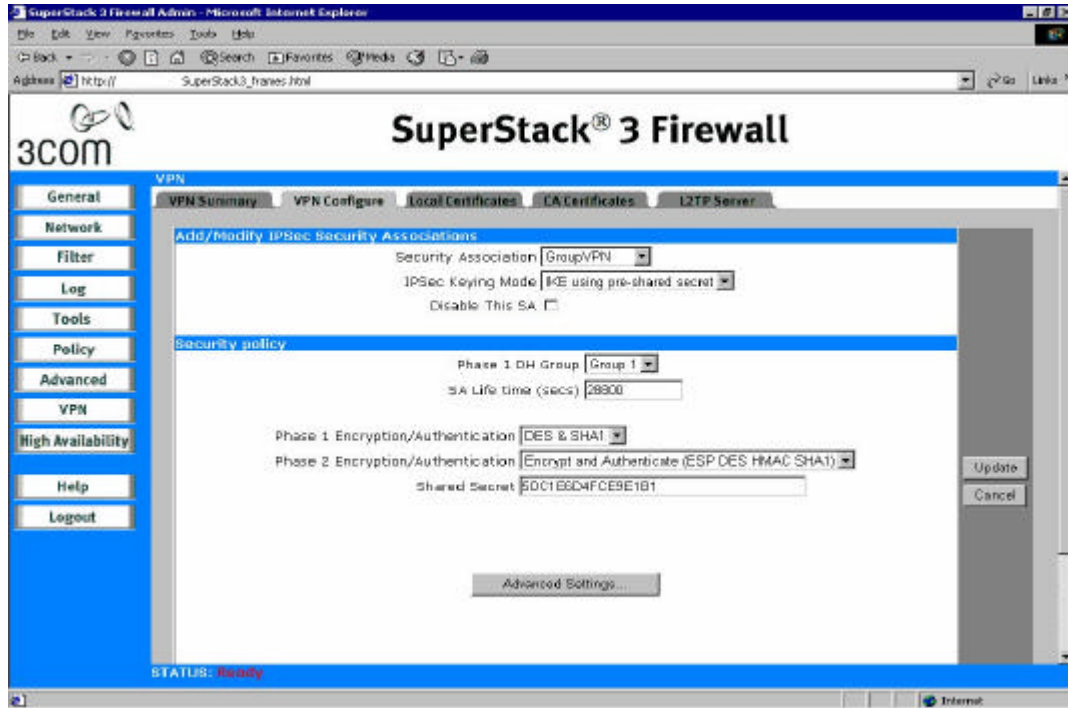 SuperStack 3 Firewall Admin - Microsoft Internet Explorer
File Edit View Favorites Tools Help
Back Search Favorites Media
Address http:// SuperStack3_frames.html Go Links
3COM
SuperStack® 3 Firewall
VPN
General
Network
Filter
Log
Tools
Policy
Advanced
VPN
High Availability
Help
Logout
VPN Summary VPN Configure Local Certificates CA Certificates L2TP Server
Add/Modify IPSec Security Associations
Security Association GroupVPN
IPSec Keying Mode IKE using pre-shared secret
Disable This SA
Security policy
Phase 1 DH Group Group 1
SA Life time (secs) 28800
Phase 1 Encryption/Authentication DES & SHA1
Phase 2 Encryption/Authentication Encrypt and Authenticate (ESP DES HMAC SHA1)
Shared Secret 5DC1E6D4FCE9E1B1
Update
Cancel
Advanced Settings...
STATUS: Ready
Internet